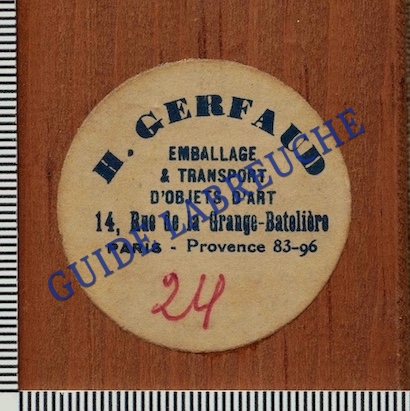 H. GERFAUD
EMBALLAGE
& TRANSPORT
D'OBJETS D'ART
14, Rue de la Grange-Batelière
PARIS - Provence 83-96
24
GUIDE LABREUCHE